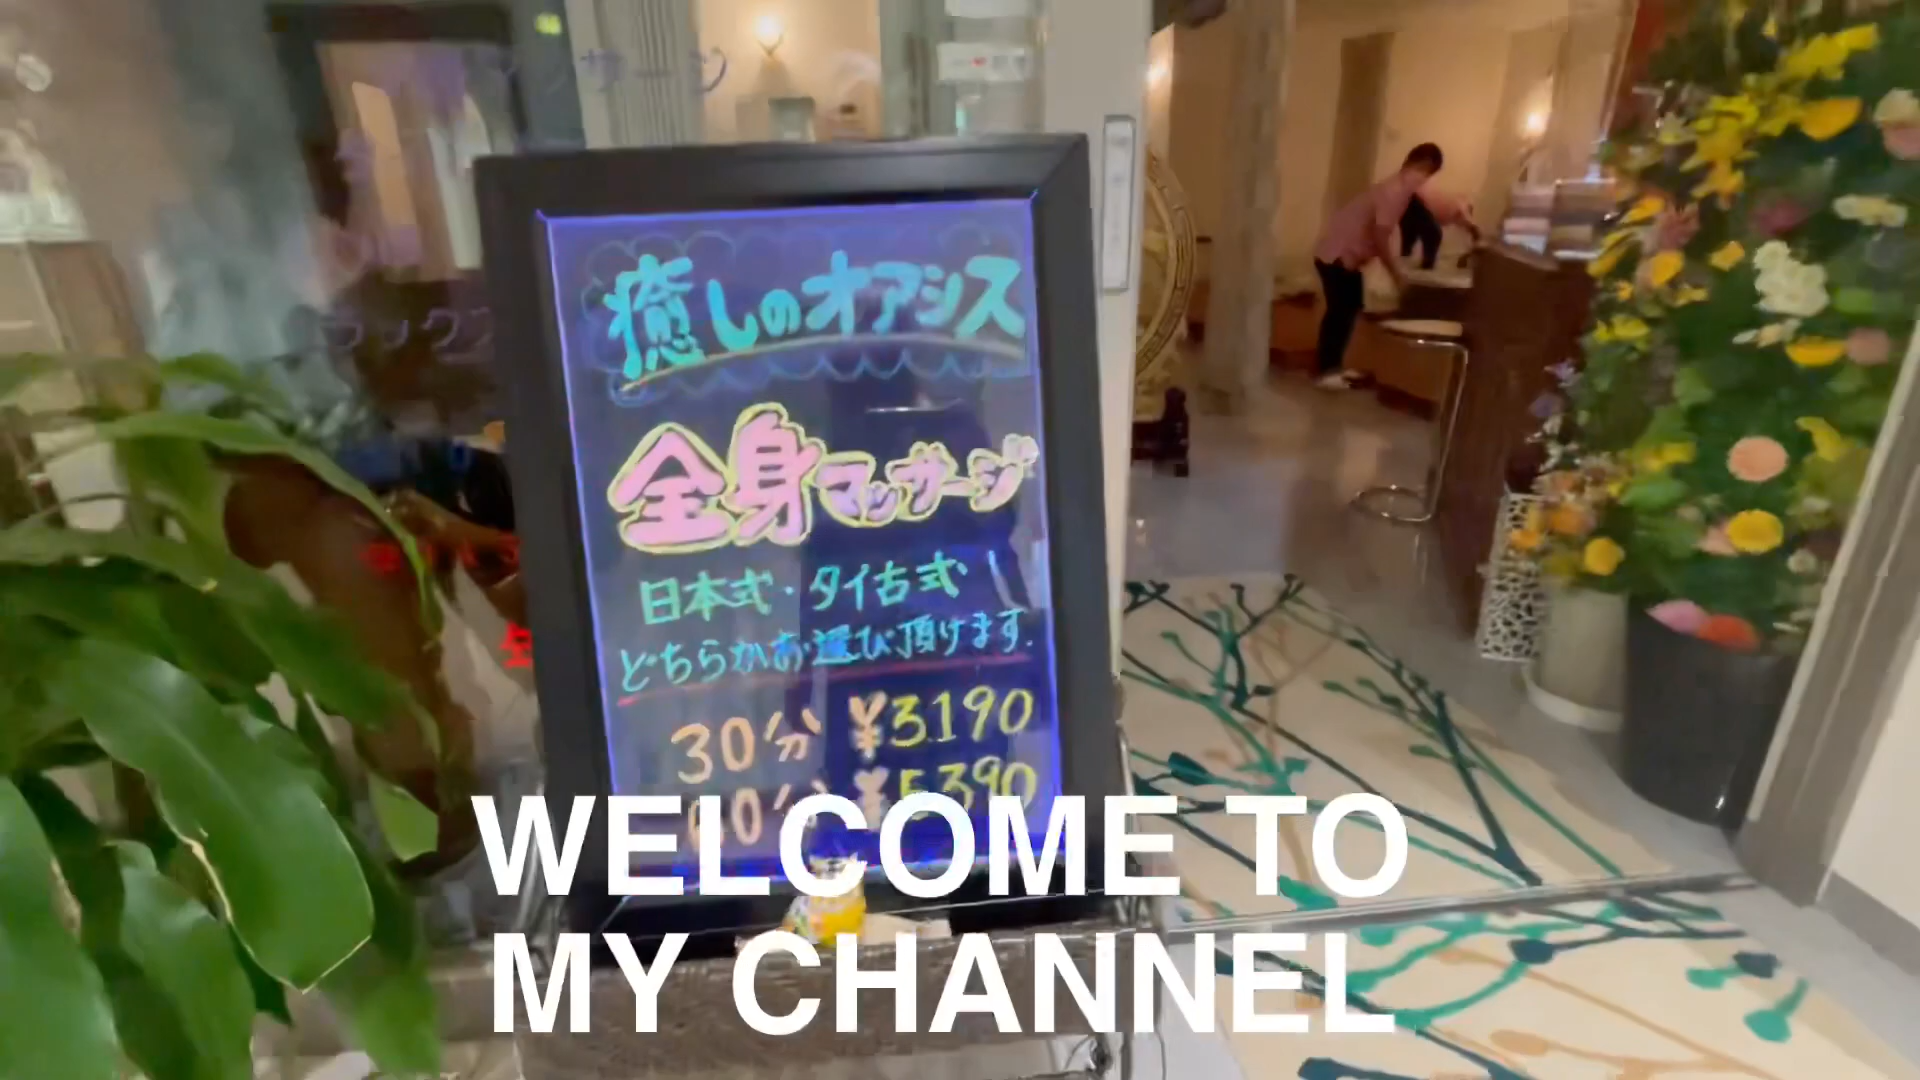 癒しのオアシス
全身マッサージ
日本式・タイ古式
どちらかお選び頂けます.
30分 ¥3190
¥5390
WELCOME TO
MY CHANNEL